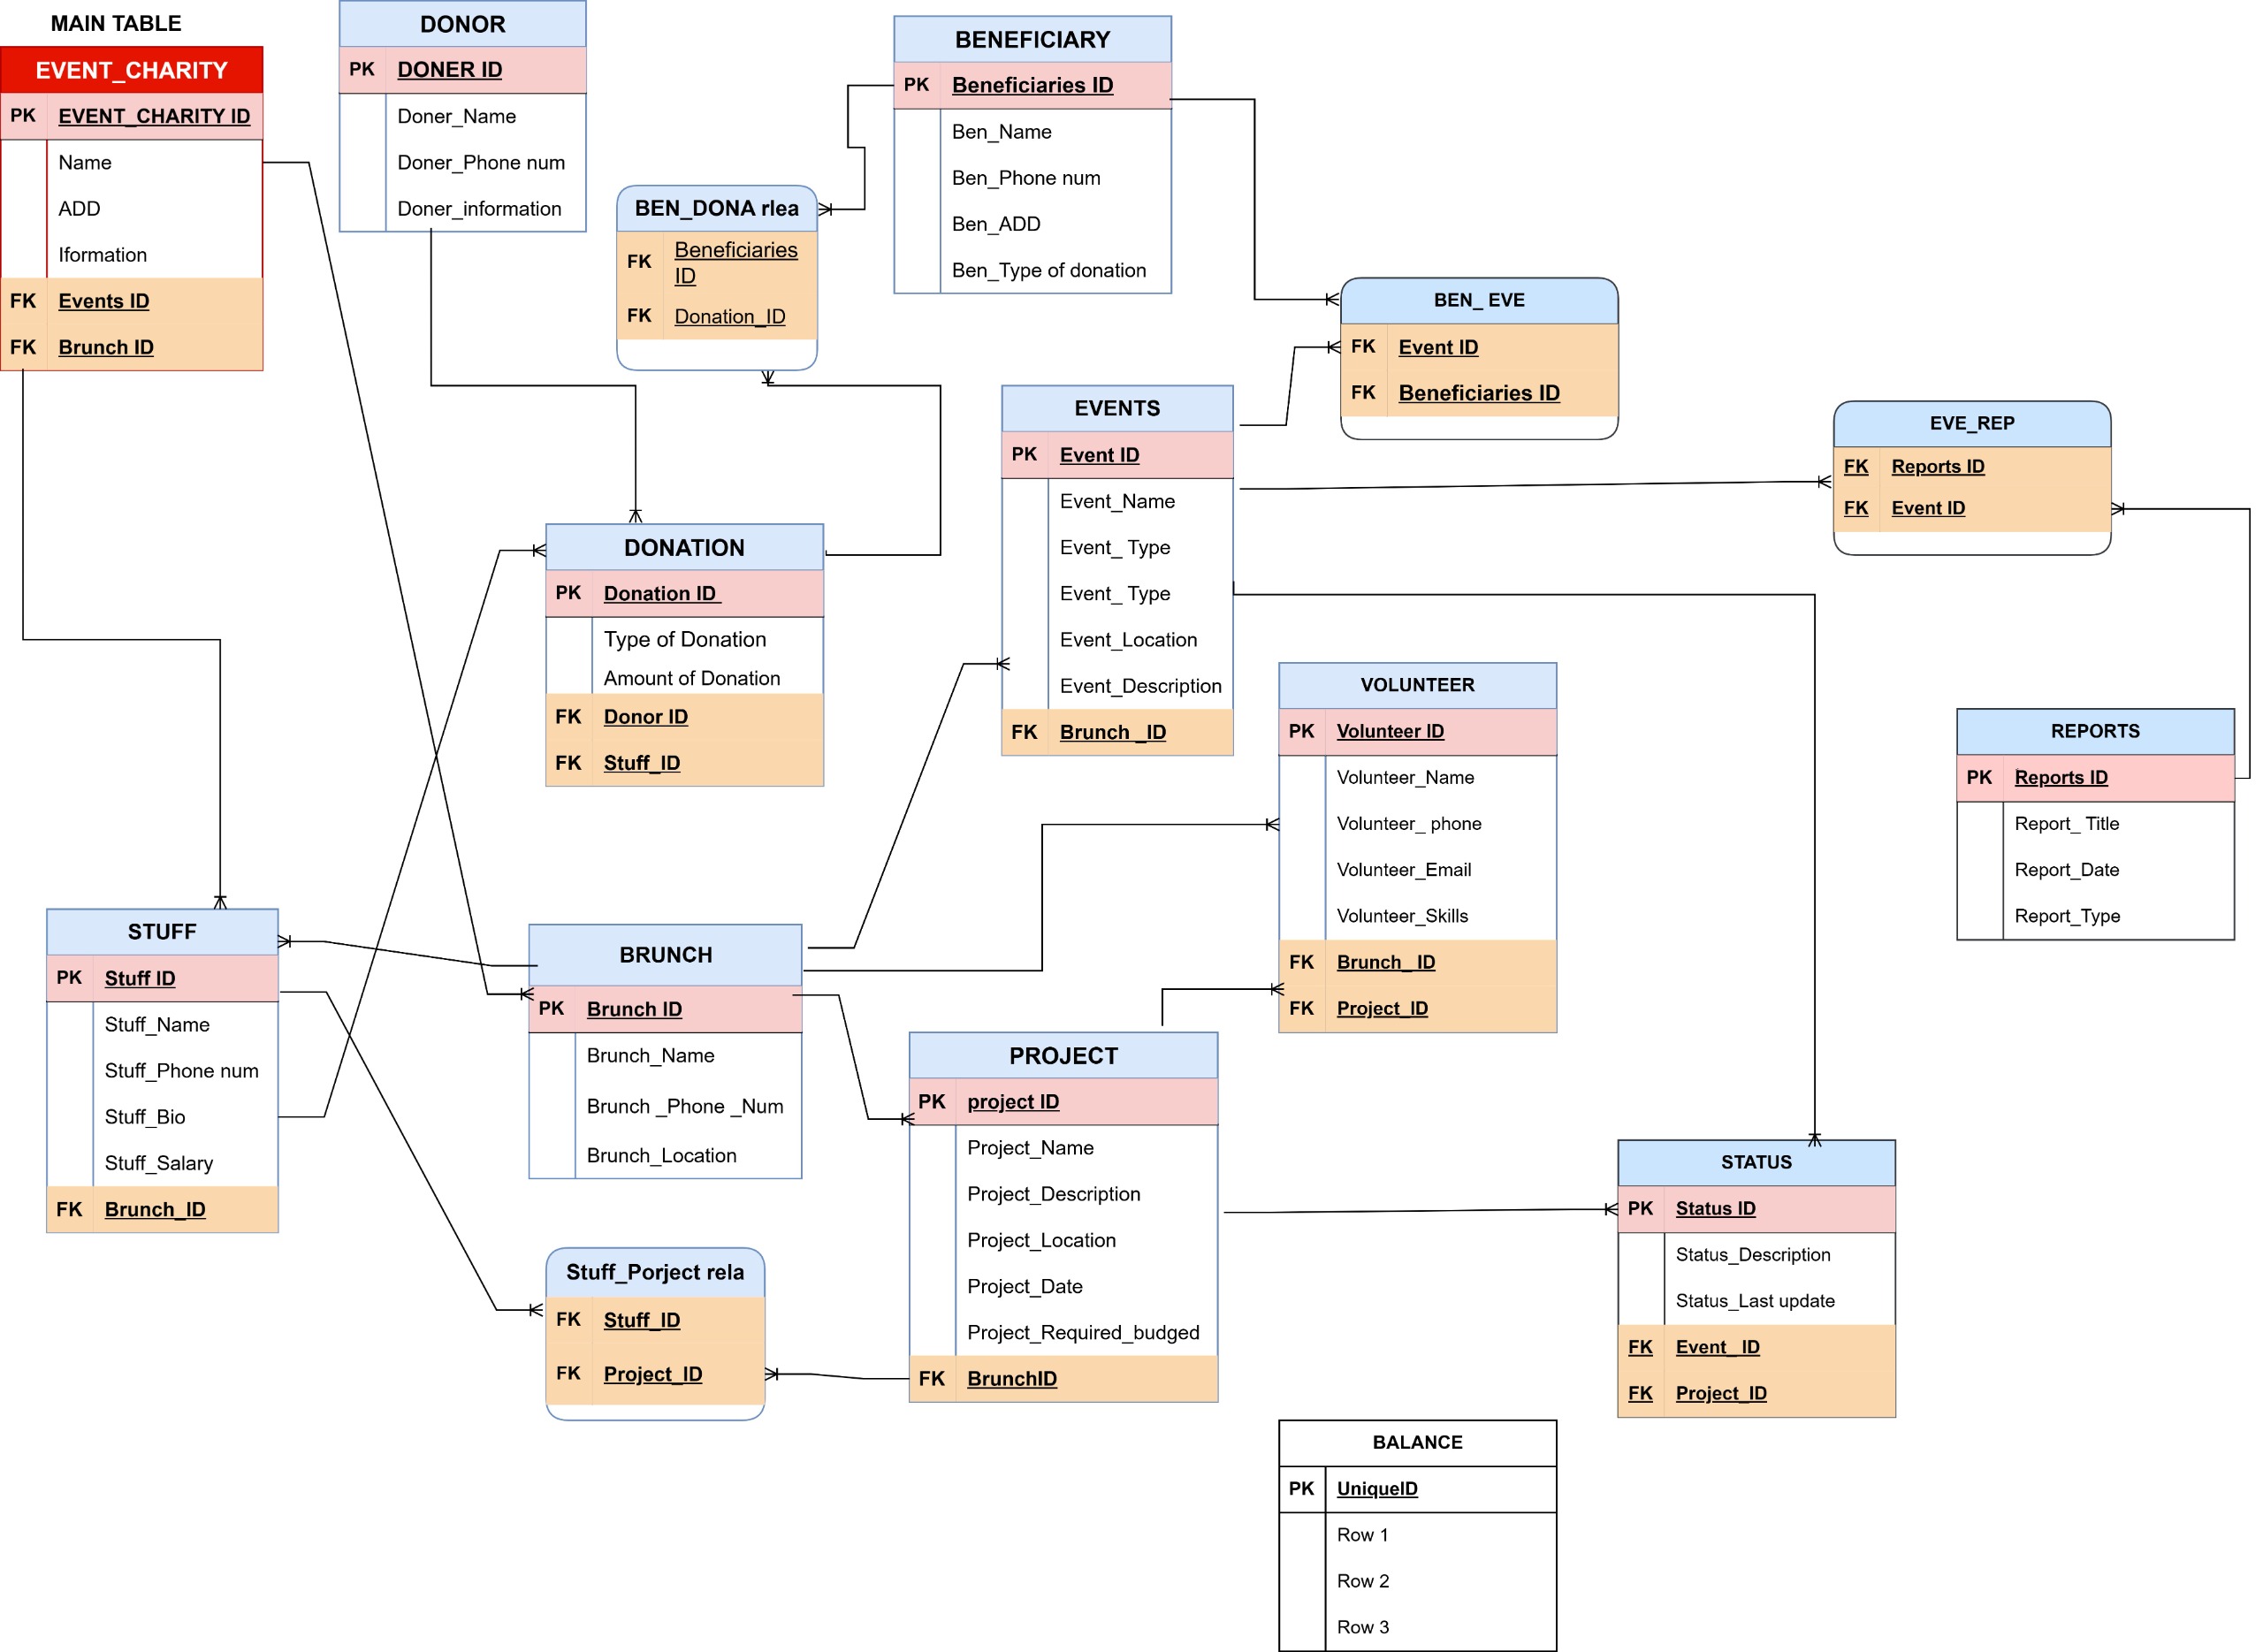 MAIN TABLE
EVENT_CHARITY
PK EVENT_CHARITY ID
Name
ADD
Iformation
FK Events ID
FK Brunch ID
DONOR
PK DONER ID
Doner_Name
Doner_Phone num
Doner_information
BEN_DONA rlea
FK Beneficiaries
ID
FK Donation_ID
BENEFICIARY
PK Beneficiaries ID
Ben_Name
Ben_Phone num
Ben_ADD
Ben_Type of donation
BEN_ EVE
FK Event ID
FK Beneficiaries ID
EVENTS
PK Event ID
Event_Name
Event_ Type
Event_ Type
Event_Location
Event_Description
FK Brunch _ID
EVE_REP
FK Reports ID
FK Event ID
DONATION
PK Donation ID
Type of Donation
Amount of Donation
FK Donor ID
FK Stuff_ID
VOLUNTEER
PK Volunteer ID
Volunteer_Name
Volunteer_ phone
Volunteer_Email
Volunteer_Skills
FK Brunch_ ID
FK Project_ID
REPORTS
PK Reports ID
Report_ Title
Report_Date
Report_Type
STUFF
PK Stuff ID
Stuff_Name
Stuff_Phone num
Stuff_Bio
Stuff_Salary
FK Brunch_ID
BRUNCH
PK Brunch ID
Brunch_Name
Brunch _Phone _Num
Brunch_Location
PROJECT
PK project ID
Project_Name
Project_Description
Project_Location
Project_Date
Project_Required_budged
FK BrunchID
STATUS
PK Status ID
Status_Description
Status_Last update
FK Event_ ID
FK Project_ID
Stuff_Porject rela
FK Stuff_ID
FK Project_ID
BALANCE
PK UniqueID
Row 1
Row 2
Row 3